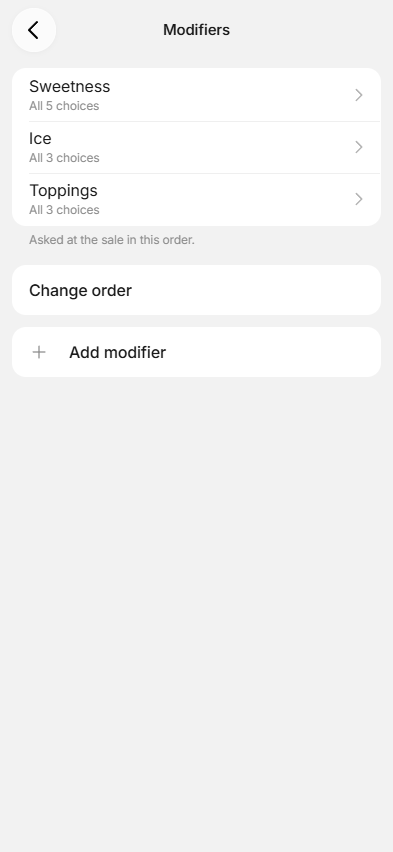 Modifiers
Sweetness
All 5 choices
Ice
All 3 choices
Toppings
All 3 choices
Asked at the sale in this order.
Change order
Add modifier